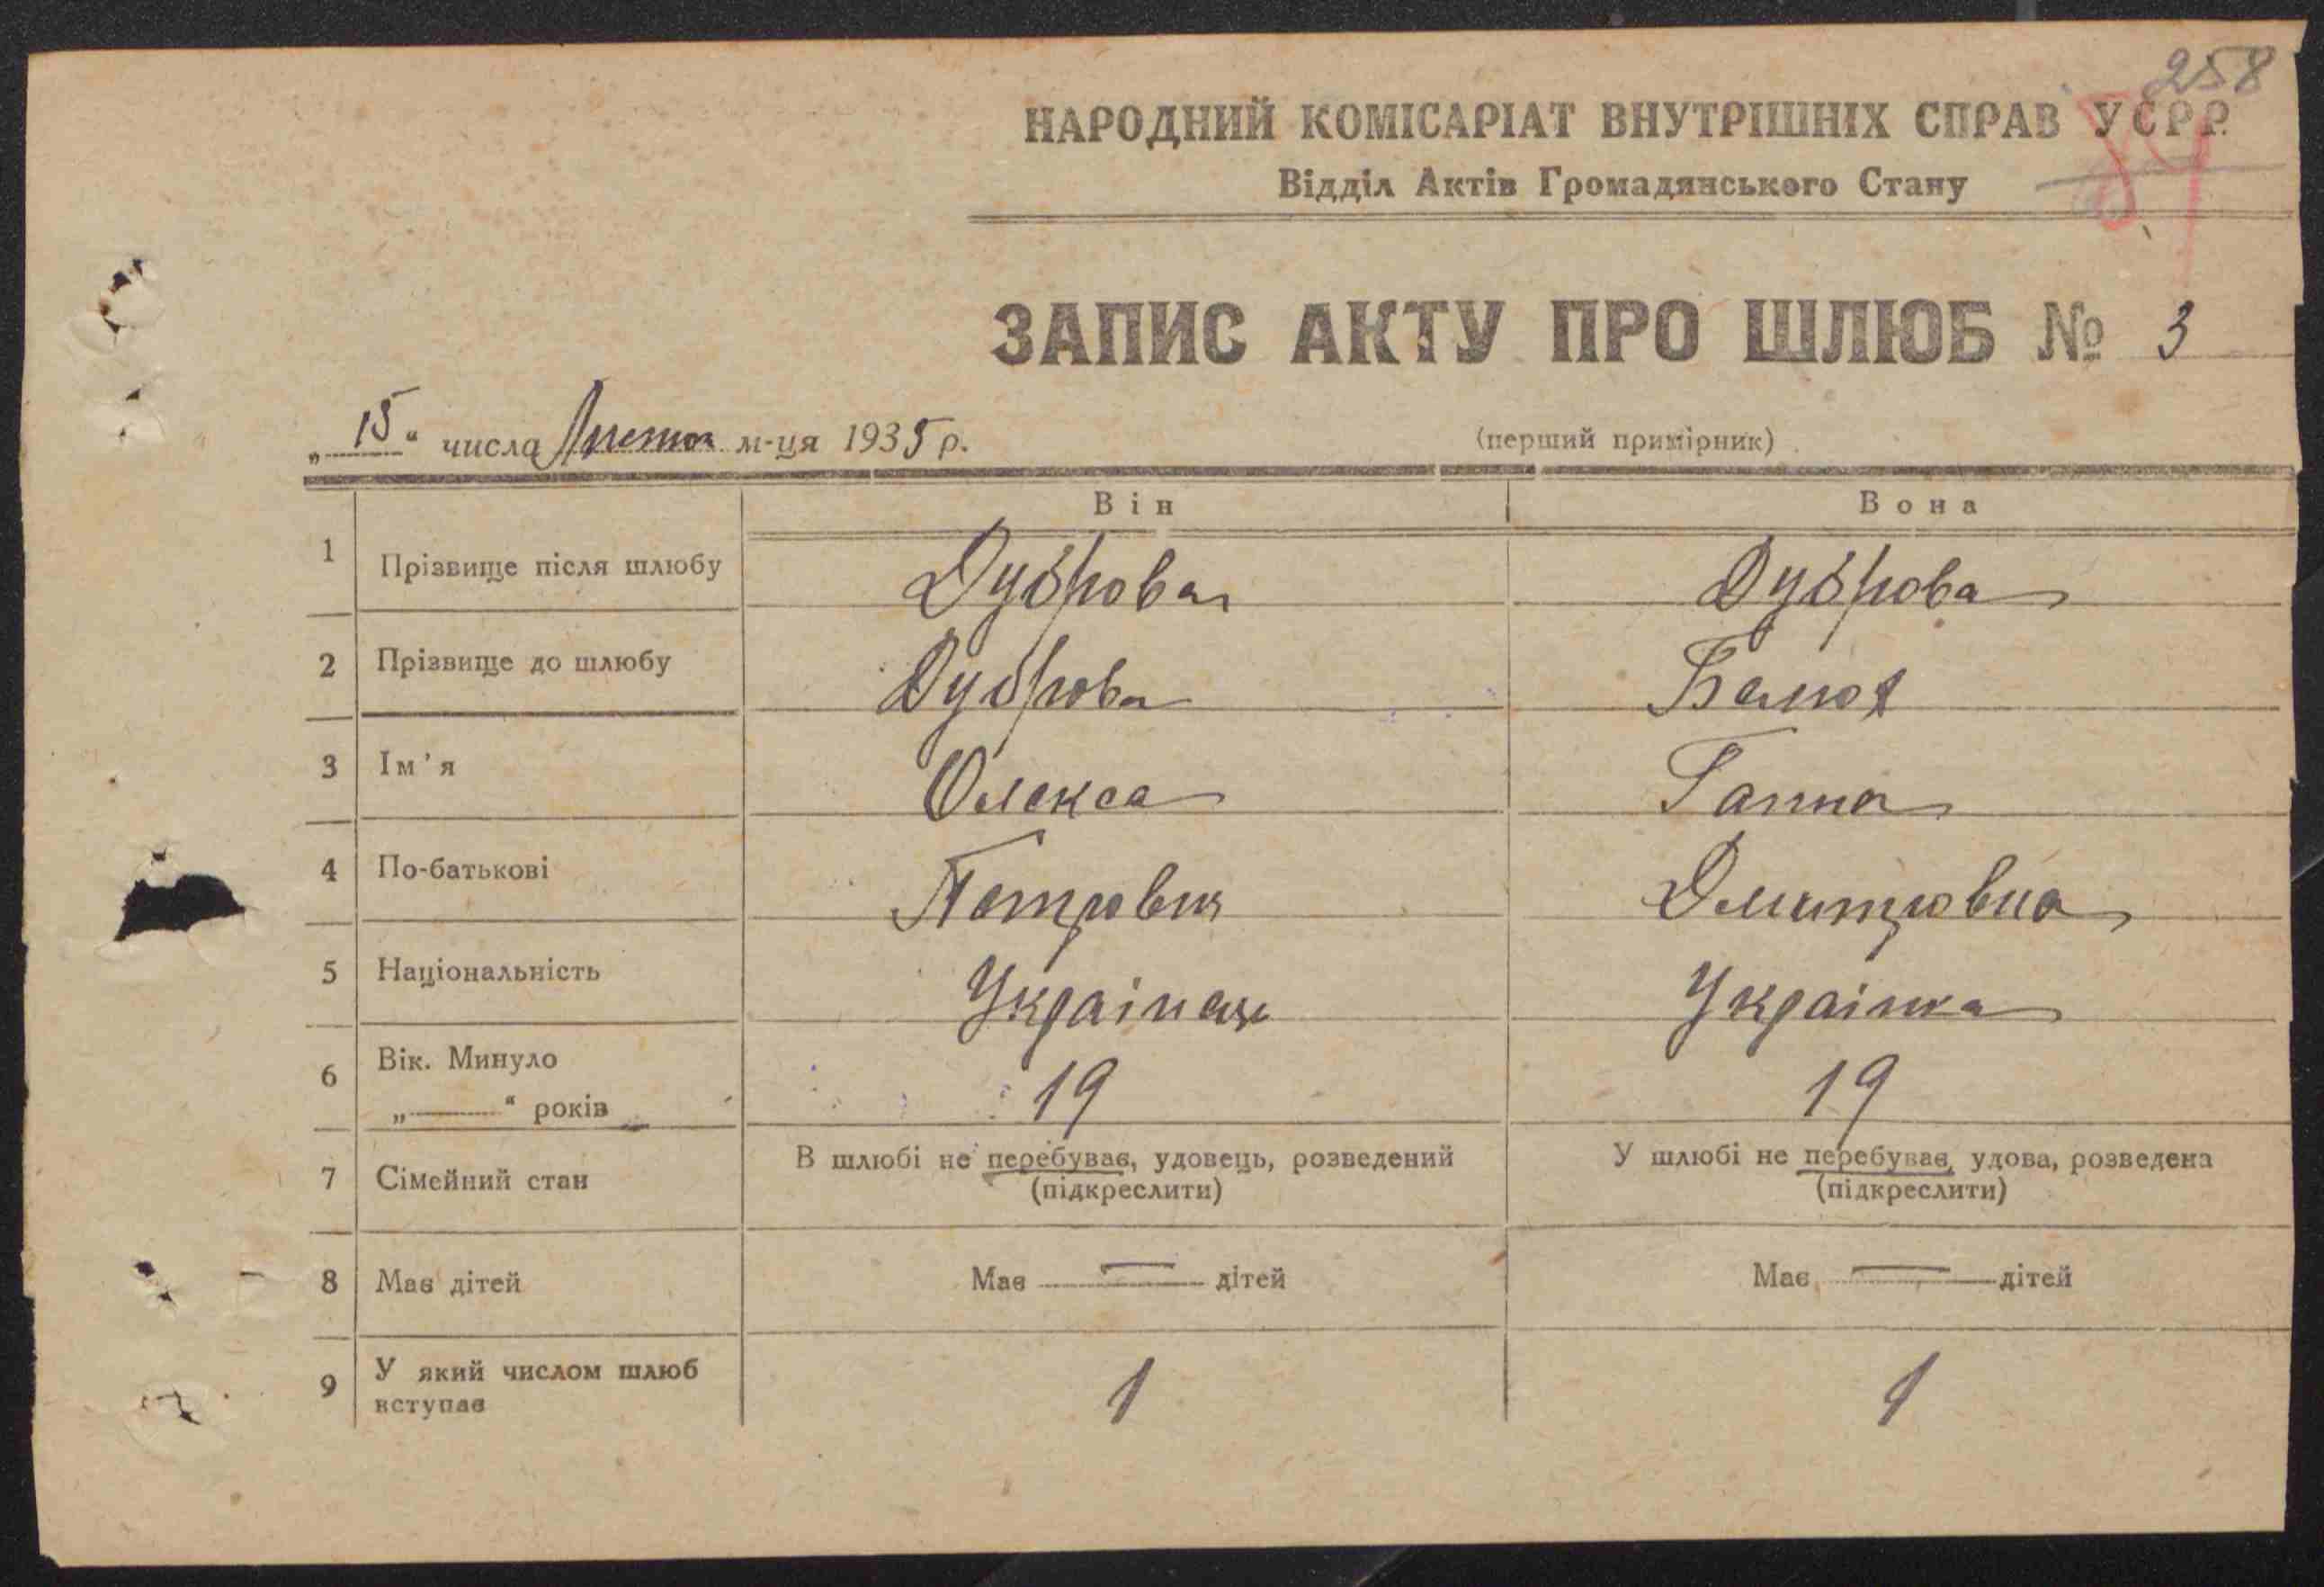 258
НАРОДНИЙ КОМІСАРІАТ ВНУТРІШНІХ СПРАВ УСРР
Відділ Актів Громадянського Стану
ЗАПИС АКТУ ПРО ШЛЮБ № 3
„15“ числа Листоп м-ця 1935 р.
(перший примірник)
Він Вона
1 Прізвище після шлюбу Дуброва Дуброва
2 Прізвище до шлюбу Дуброва
3 Ім'я Олекса Ганна
4 По-батькові Петрович Дмитровна
5 Національність Українець Українка
6 Вік. Минуло 19 19
„——“ років
7 Сімейний стан В шлюбі не перебуває, удовець, розведений У шлюбі не перебуває, удова, розведена
(підкреслити) (підкреслити)
8 Має дітей Має — дітей Має — дітей
9 У який числом шлюб вступає 1 1